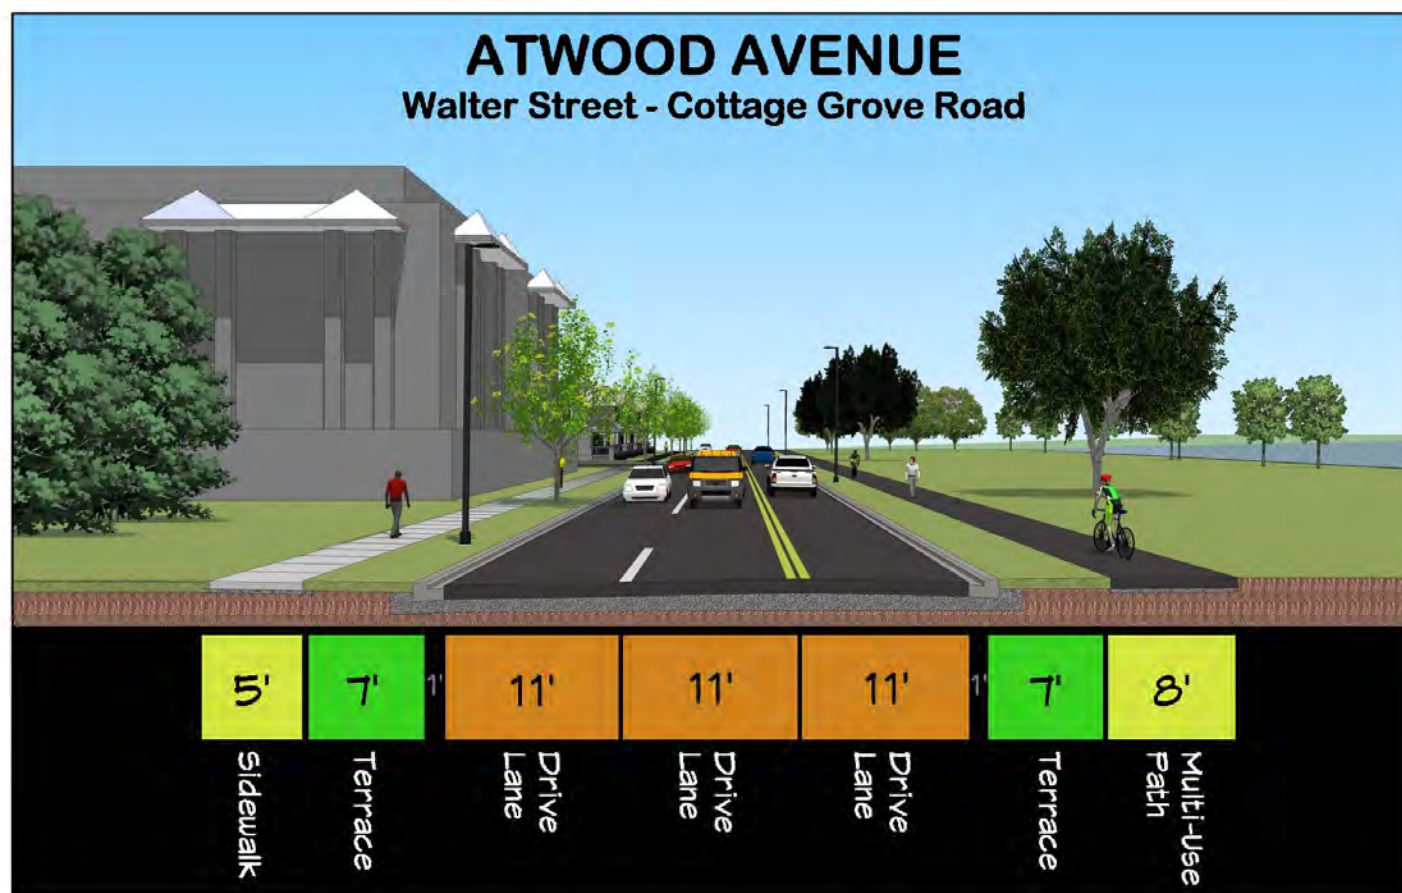 ATWOOD AVENUE
Walter Street - Cottage Grove Road
5'
7'
1'
11'
11'
11'
1'
7'
8'
Sidewalk
Terrace
Drive
Lane
Drive
Lane
Drive
Lane
Terrace
Multi-Use
Path